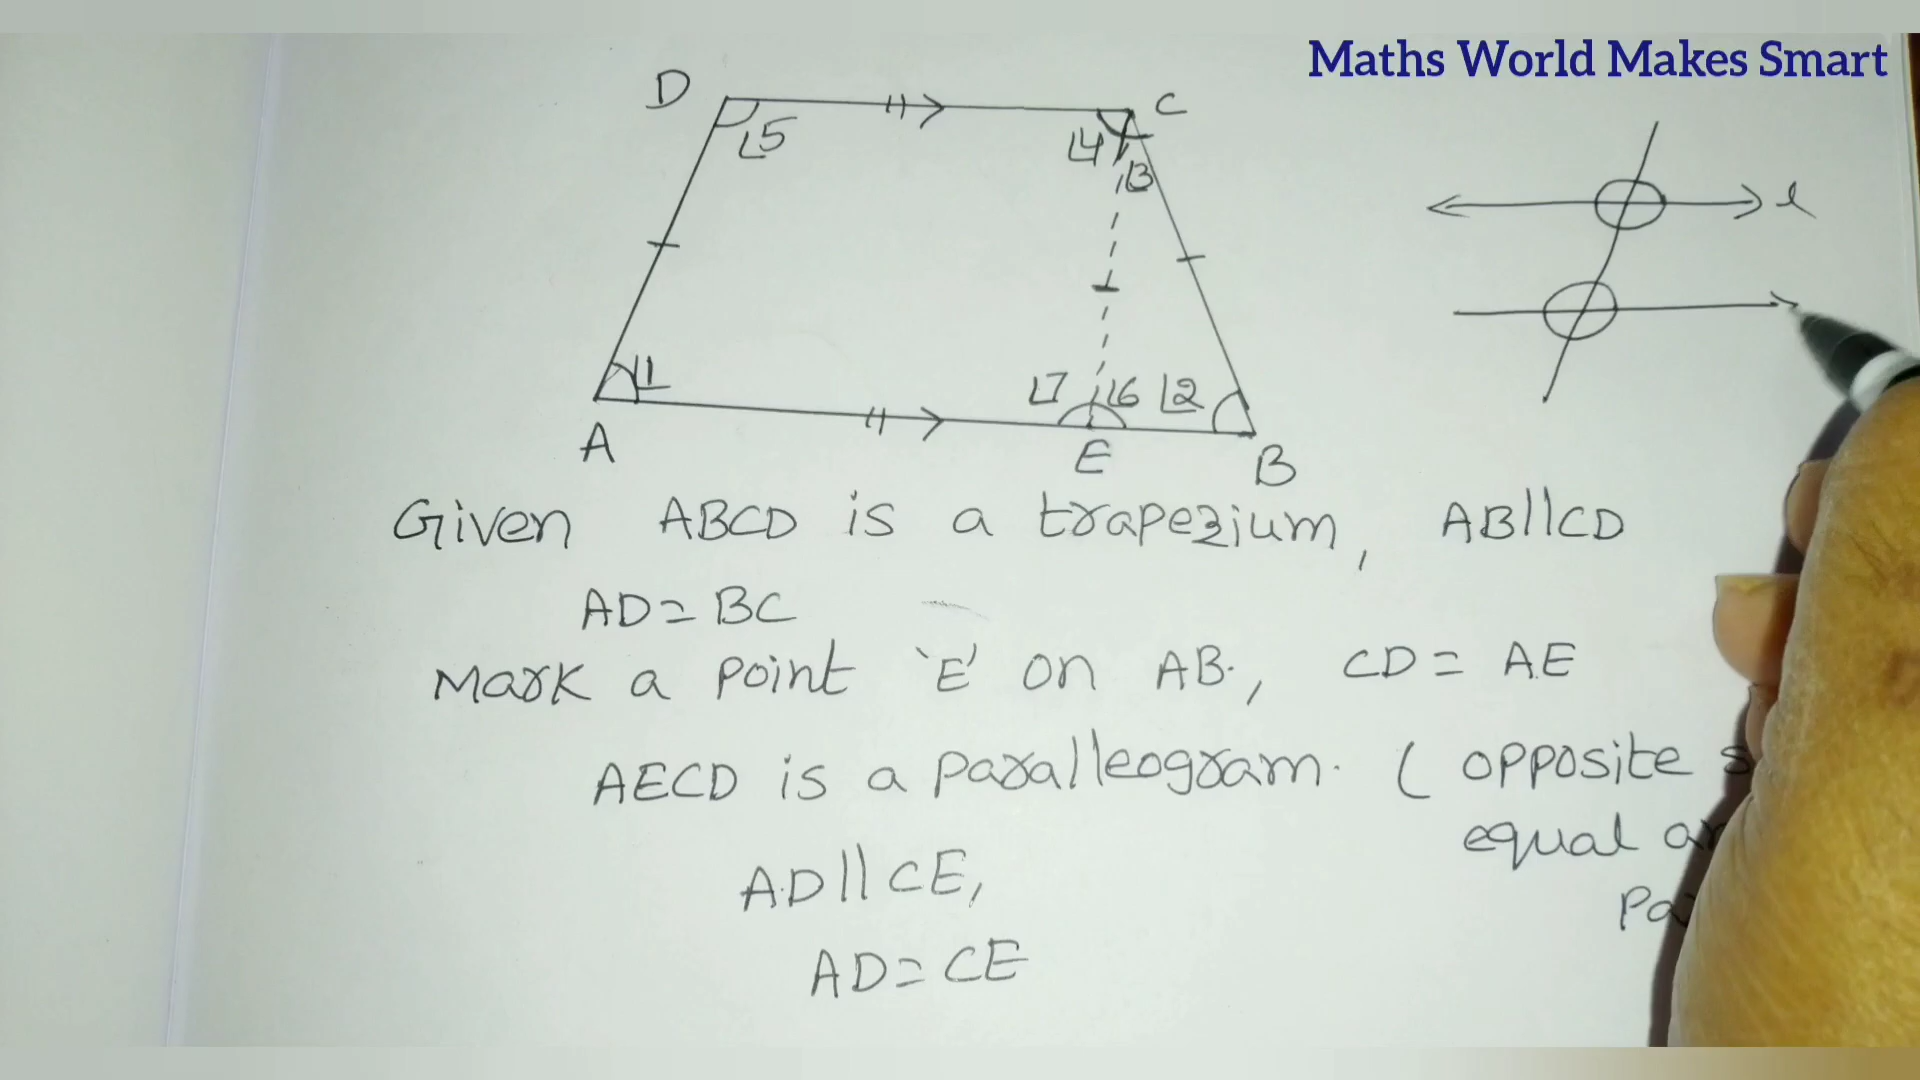 Maths World Makes Smart
D C
∠5 ∠4
∠3
l
∠1 ∠7 ∠6 ∠2
A E B
Given ABCD is a trapezium, AB||CD
AD = BC
Mark a point 'E' on AB., CD = AE
AECD is a paralleogram. ( opposite
equal
AD || CE,
AD = CE